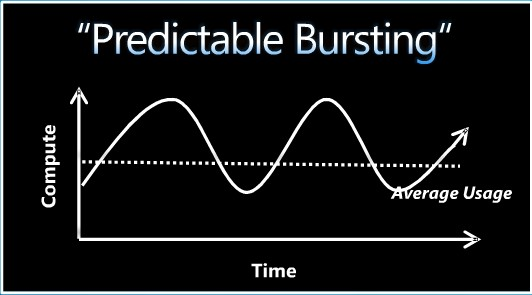 “Predictable Bursting“
Compute
Average Usage
Time